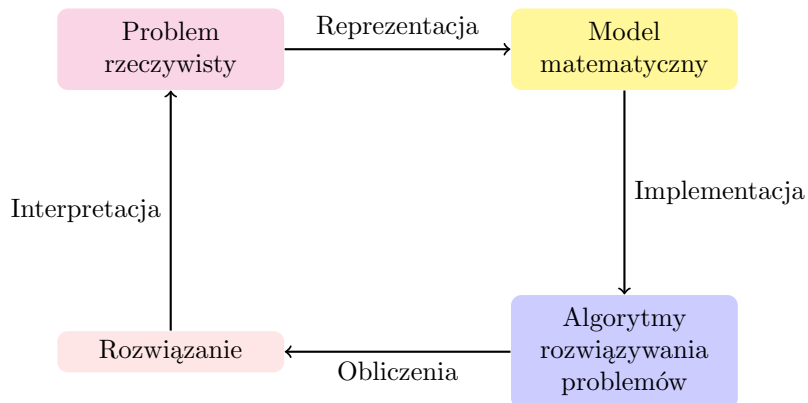 Problem
rzeczywisty
Reprezentacja
Model
matematyczny
Interpretacja
Implementacja
Rozwiązanie
Obliczenia
Algorytmy
rozwiązywania
problemów